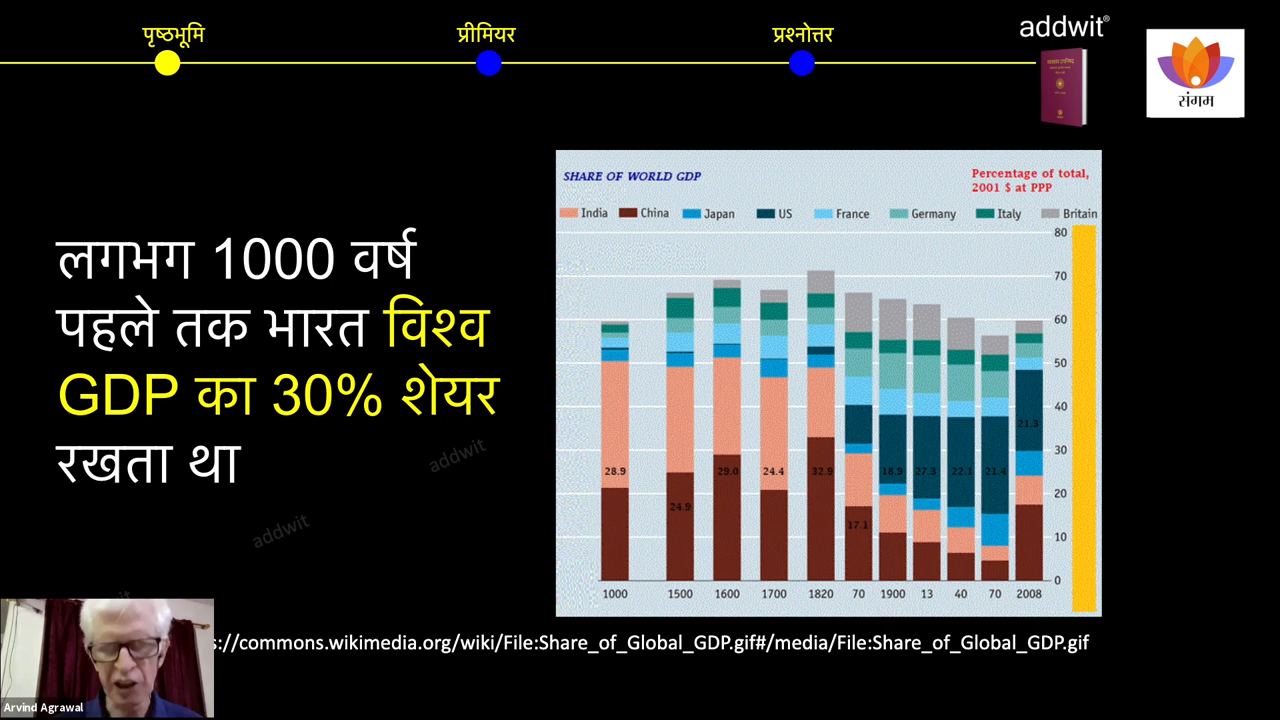 पृष्ठभूमि
प्रीमियर
प्रश्नोत्तर
addwit®
संगम
लगभग 1000 वर्ष
पहले तक भारत विश्व
GDP का 30% शेयर
रखता था
SHARE OF WORLD GDP
Percentage of total,
2001 $ at PPP
India China Japan US France Germany Italy Britain
80
70
60
50
40
30
20
10
0
28.9 24.9 29.0 24.4 32.9 17.1 18.9 27.3 22.1 21.4 21.3
1000 1500 1600 1700 1820 70 1900 13 40 70 2008
addwit
addwit
s://commons.wikimedia.org/wiki/File:Share_of_Global_GDP.gif#/media/File:Share_of_Global_GDP.gif
Arvind Agrawal